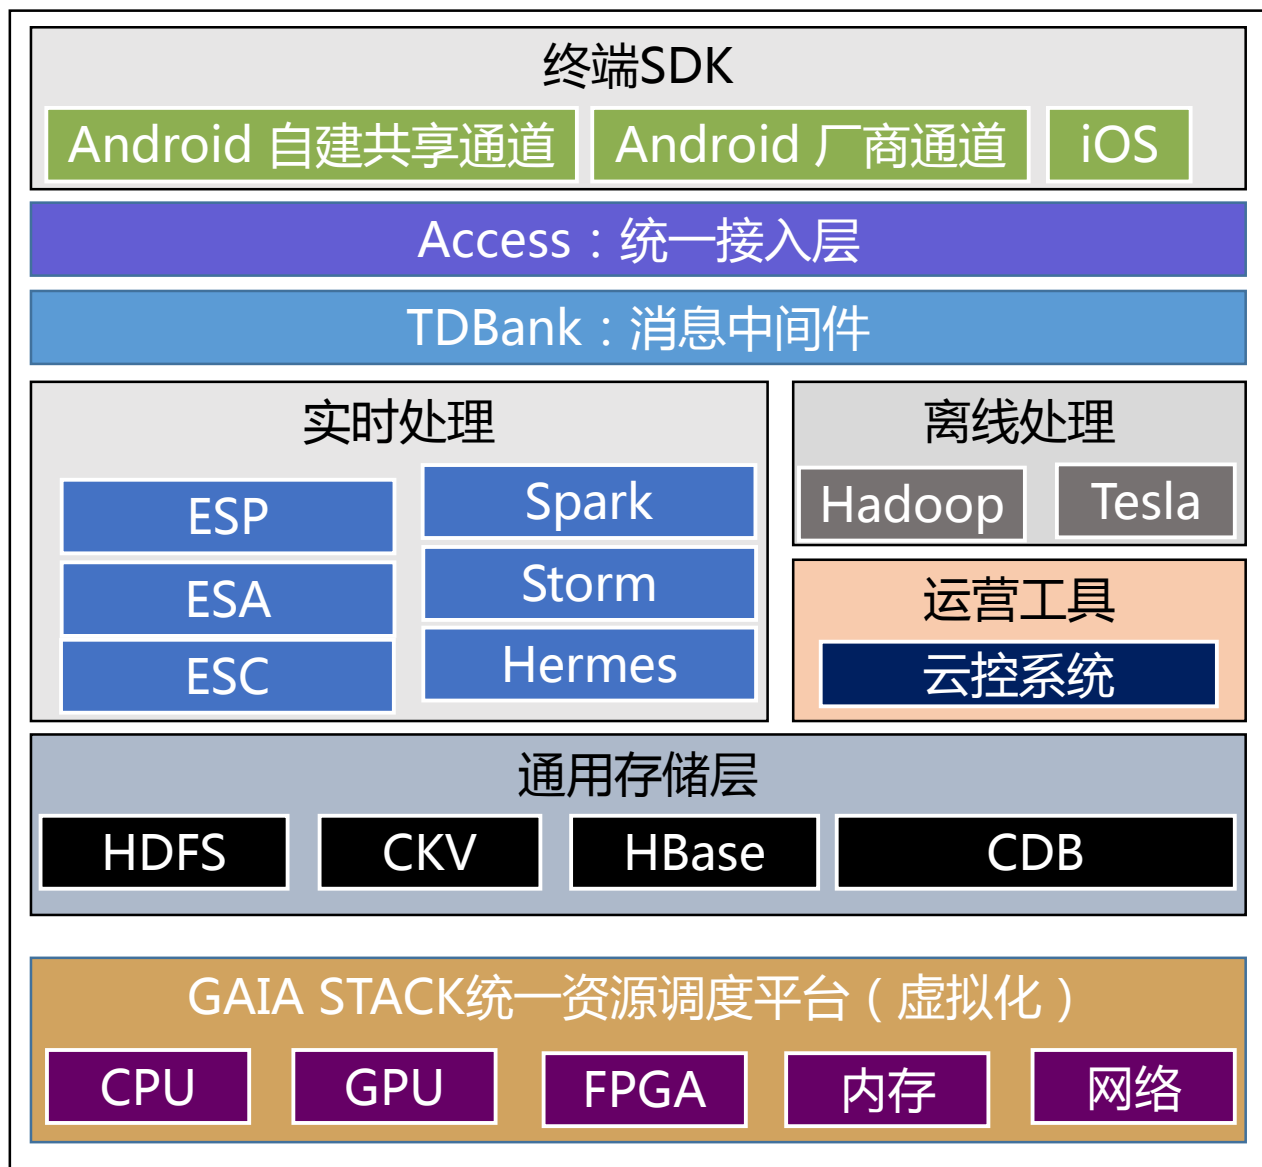 终端SDK
Android 自建共享通道
Android 厂商通道
iOS
Access：统一接入层
TDBank：消息中间件
实时处理
ESP
ESA
ESC
Spark
Storm
Hermes
离线处理
Hadoop
Tesla
运营工具
云控系统
通用存储层
HDFS
CKV
HBase
CDB
GAIA STACK统一资源调度平台（虚拟化）
CPU
GPU
FPGA
内存
网络